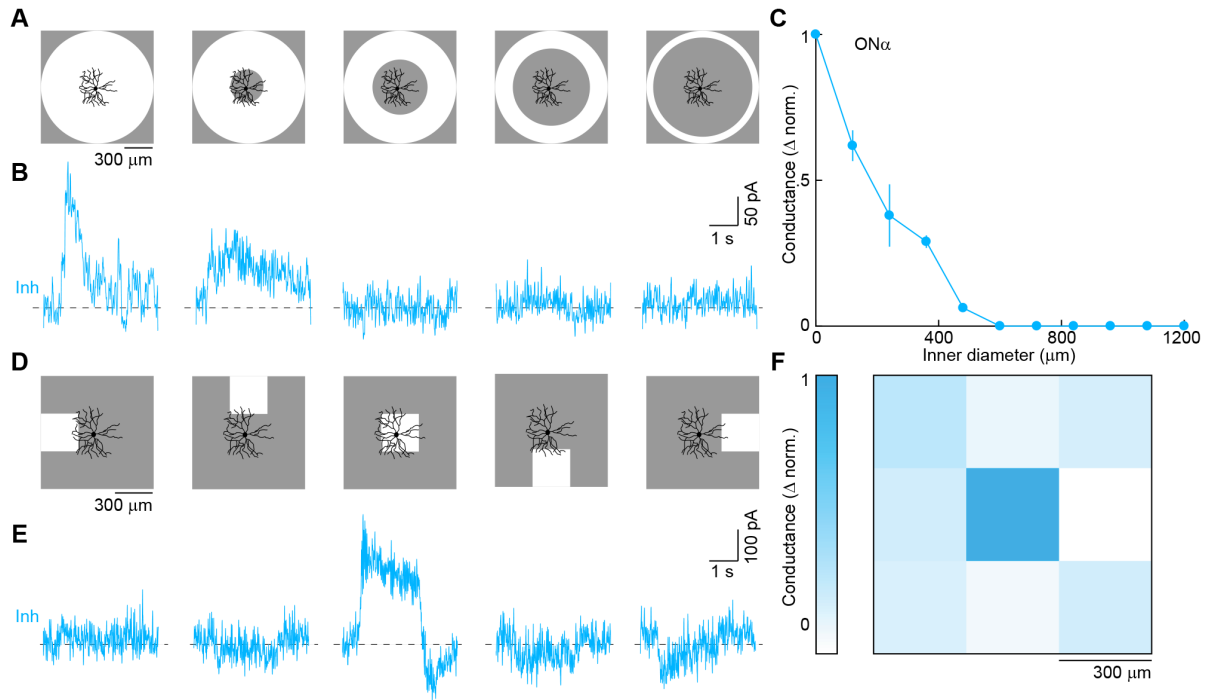 A
300 μm
B
Inh
1 s
50 pA
C
ONα
Conductance (Δ norm.)
1
.5
0
0
400
800
1200
Inner diameter (μm)
D
300 μm
E
Inh
1 s
100 pA
F
Conductance (Δ norm.)
1
0
300 μm